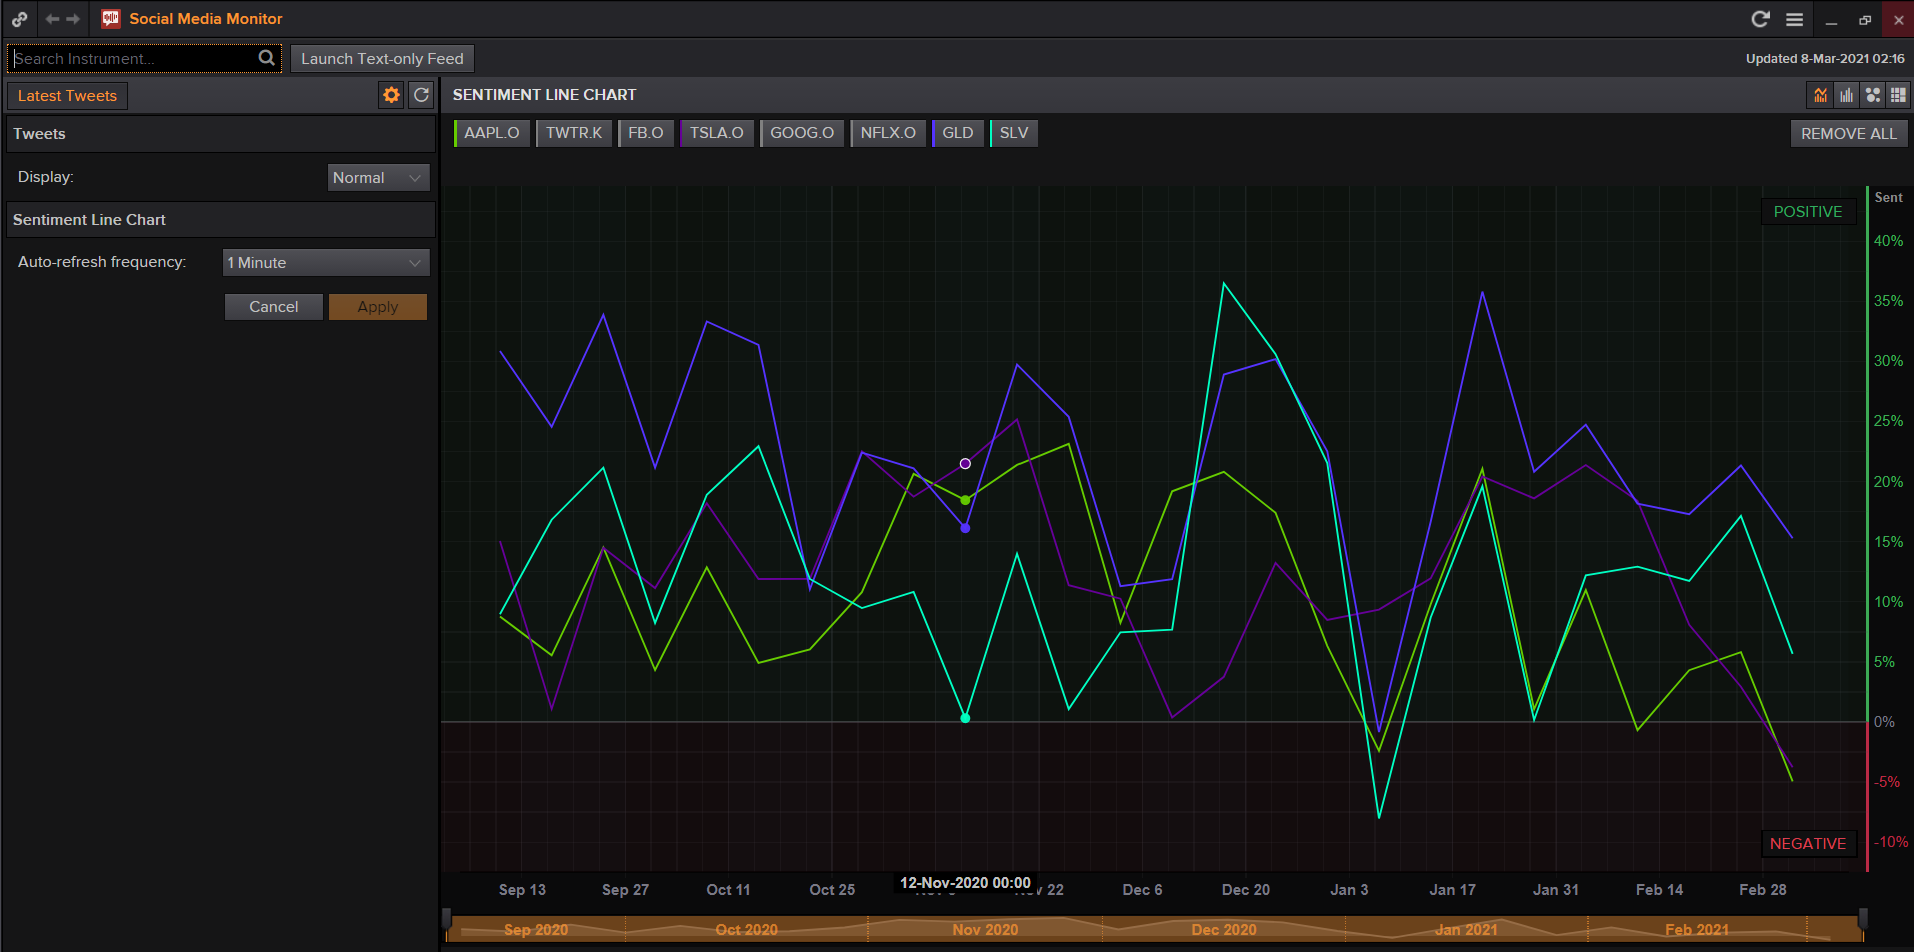 Social Media Monitor
Search Instrument...
Launch Text-only Feed
Updated 8-Mar-2021 02:16
Latest Tweets
Tweets
Display:
Normal
Sentiment Line Chart
Auto-refresh frequency:
1 Minute
Cancel
Apply
SENTIMENT LINE CHART
AAPL.O
TWTR.K
FB.O
TSLA.O
GOOG.O
NFLX.O
GLD
SLV
REMOVE ALL
POSITIVE
Sent
40%
35%
30%
25%
20%
15%
10%
5%
0%
-5%
-10%
NEGATIVE
12-Nov-2020 00:00
Sep 13
Sep 27
Oct 11
Oct 25
22
Dec 6
Dec 20
Jan 3
Jan 17
Jan 31
Feb 14
Feb 28
Sep 2020
Oct 2020
Nov 2020
Dec 2020
Jan 2021
Feb 2021